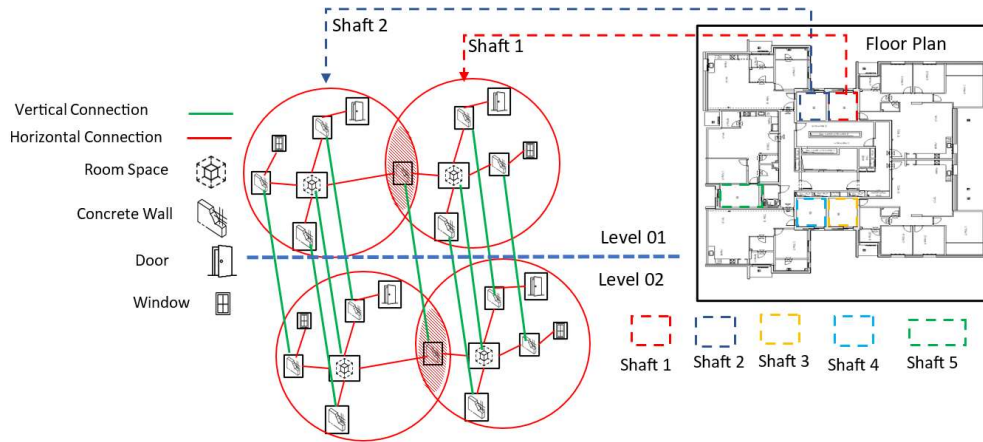 Shaft 2
Shaft 1
Floor Plan
Vertical Connection
Horizontal Connection
Room Space
Concrete Wall
Door
Window
Level 01
Level 02
Shaft 1
Shaft 2
Shaft 3
Shaft 4
Shaft 5